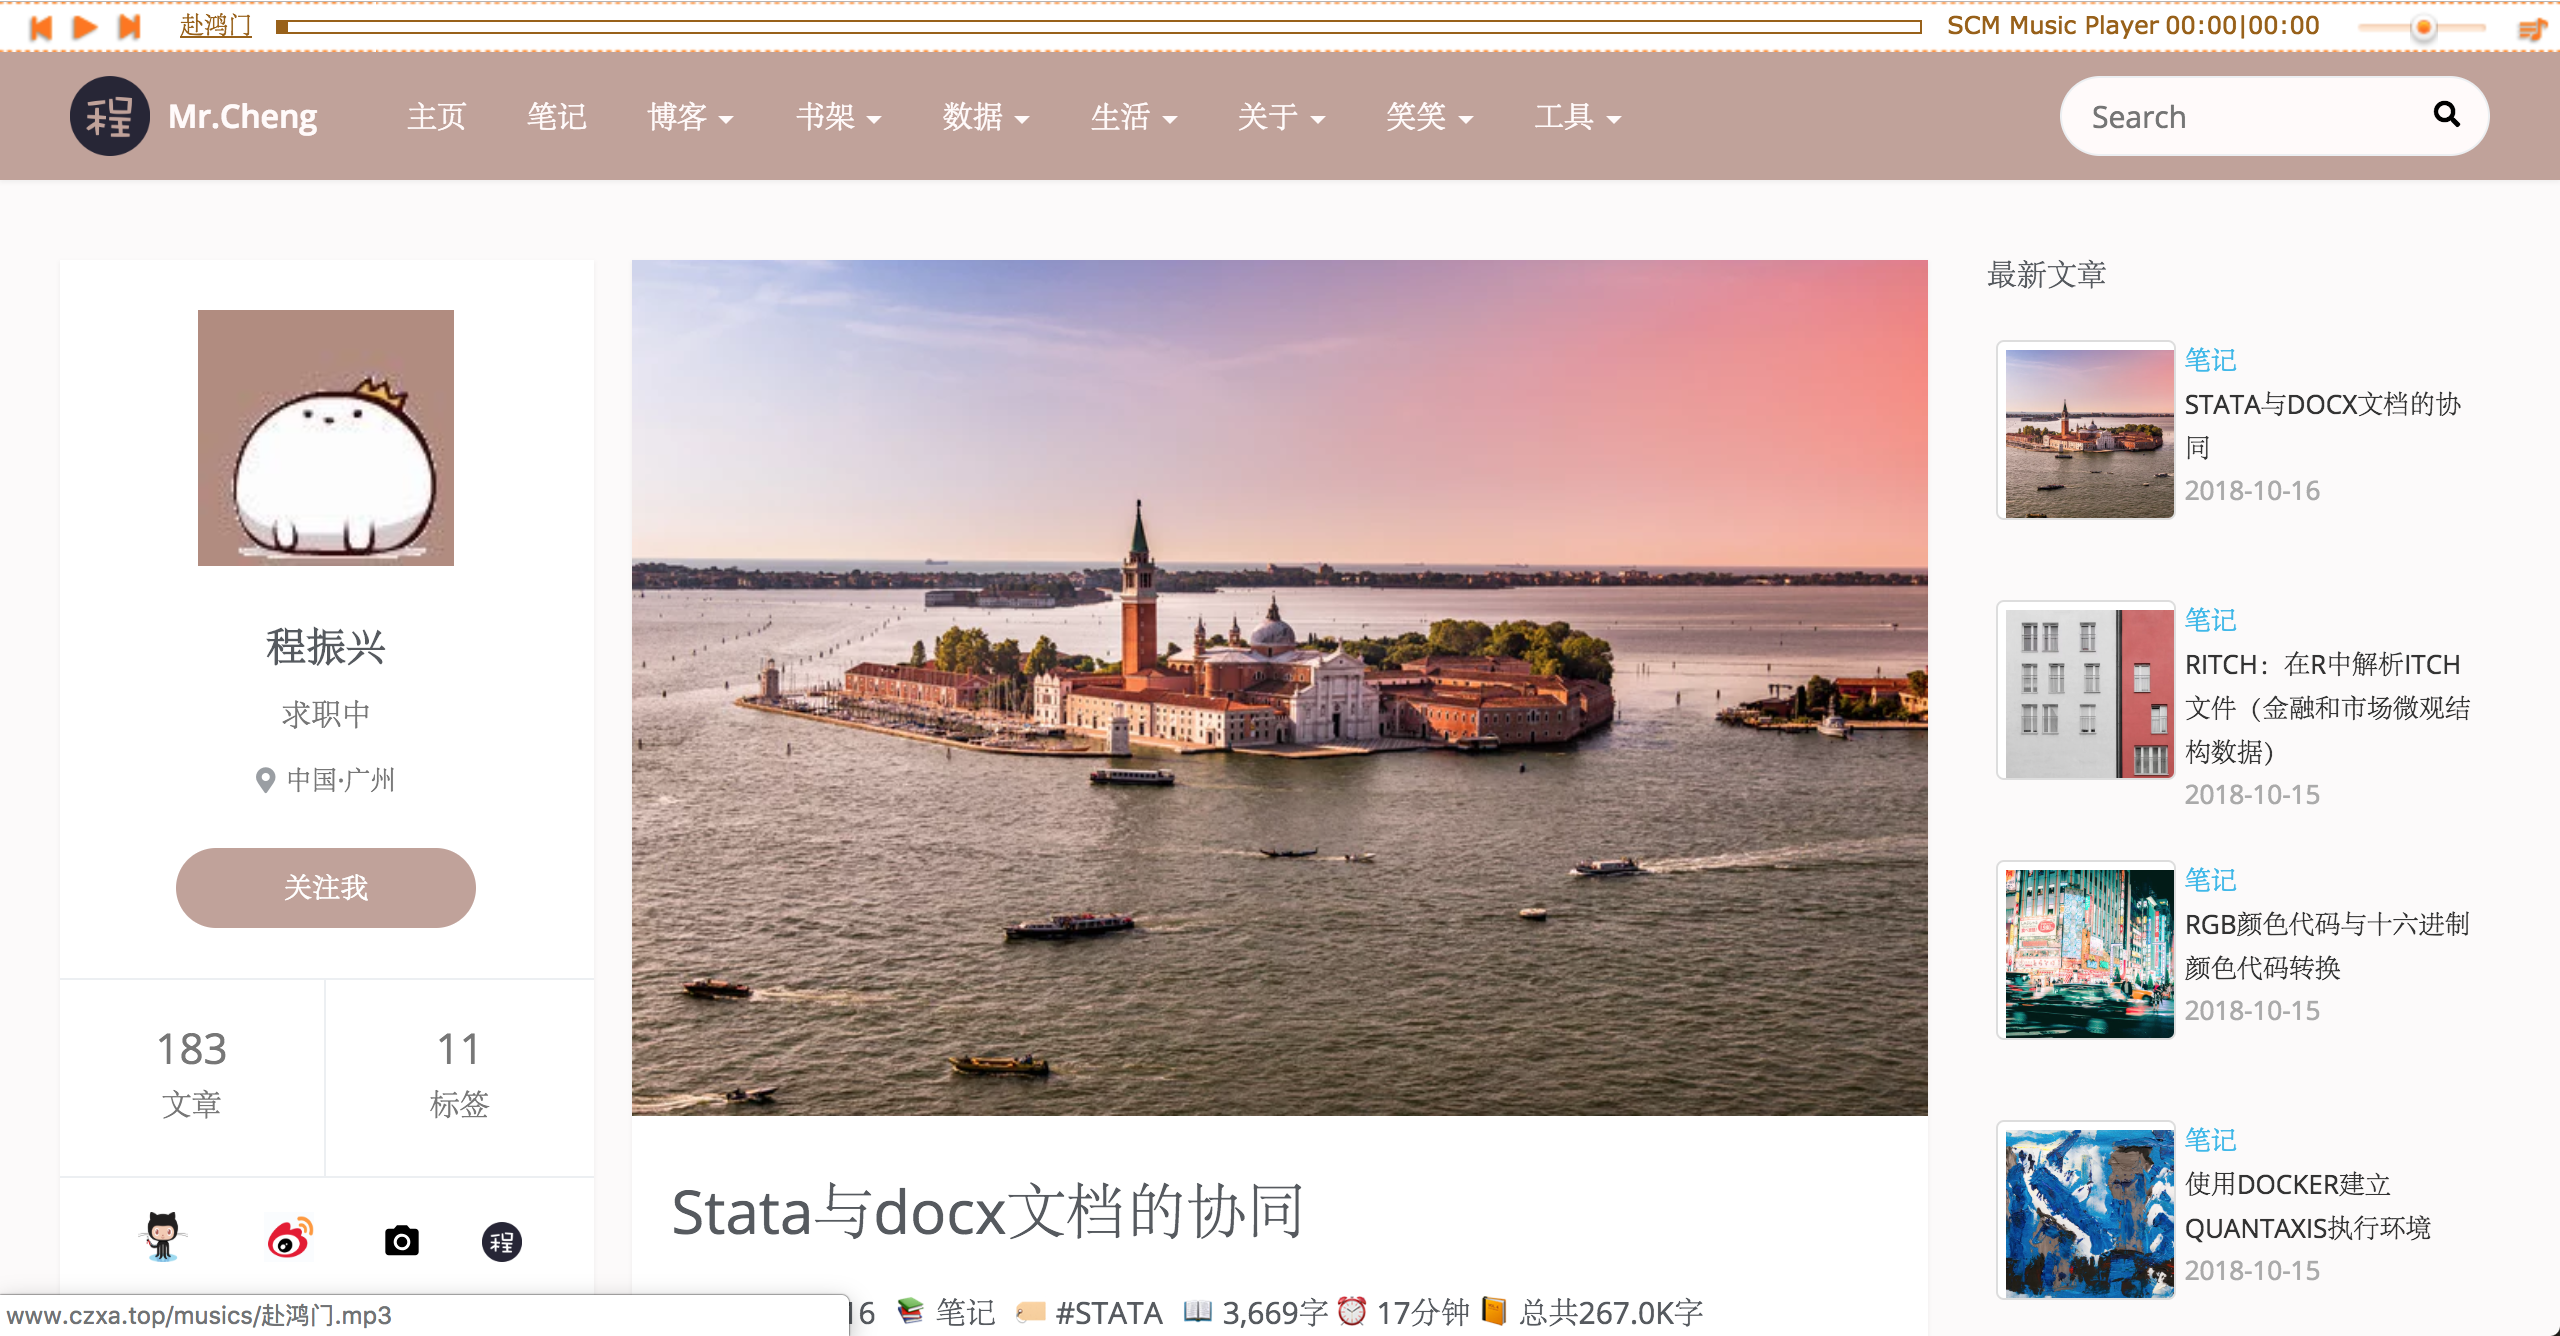 赴鸿门 SCM Music Player 00:00|00:00
程 Mr.Cheng 主页 笔记 博客 书架 数据 生活 关于 笑笑 工具 Search
程振兴
求职中
中国·广州
关注我
183 11
文章 标签
程
Stata与docx文档的协同
16 笔记 #STATA 3,669字 17分钟 总共267.0K字
最新文章
笔记
STATA与DOCX文档的协
同
2018-10-16
笔记
RITCH：在R中解析ITCH
文件（金融和市场微观结
构数据）
2018-10-15
笔记
RGB颜色代码与十六进制
颜色代码转换
2018-10-15
笔记
使用DOCKER建立
QUANTAXIS执行环境
2018-10-15
www.czxa.top/musics/赴鸿门.mp3